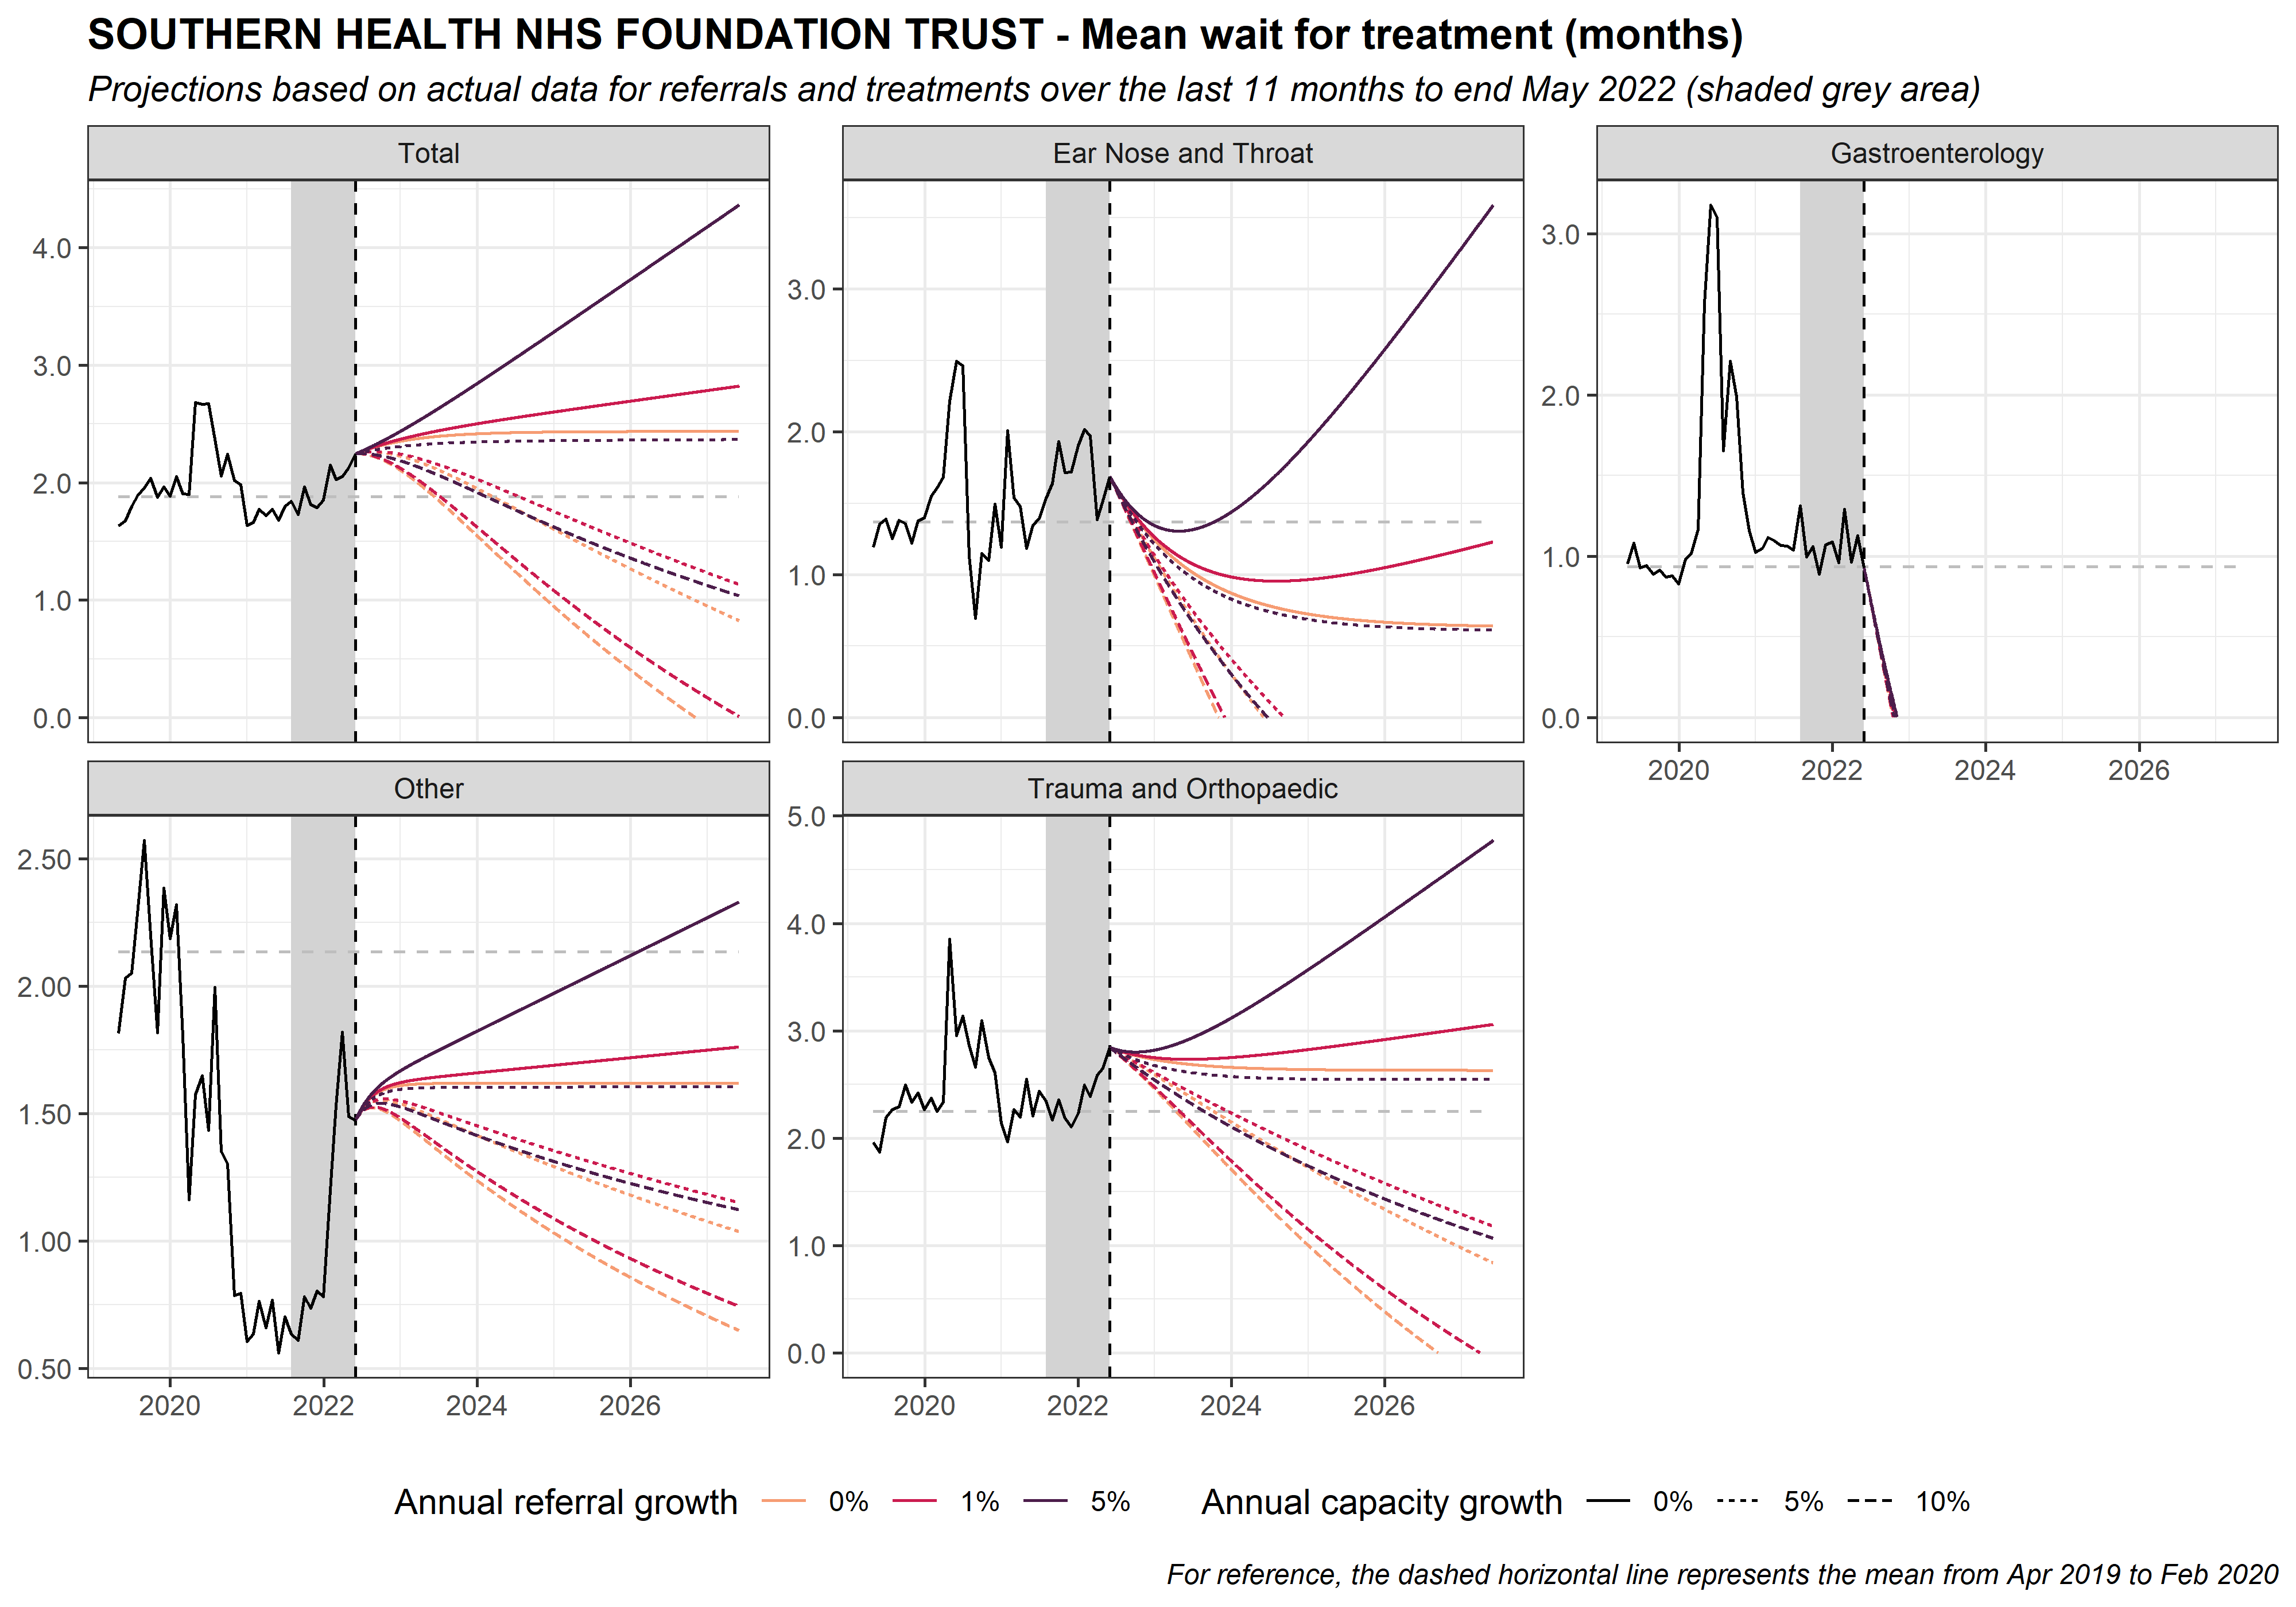 SOUTHERN HEALTH NHS FOUNDATION TRUST - Mean wait for treatment (months)
Projections based on actual data for referrals and treatments over the last 11 months to end May 2022 (shaded grey area)
Total
4.0
3.0
2.0
1.0
0.0
Ear Nose and Throat
3.0
2.0
1.0
0.0
Gastroenterology
3.0
2.0
1.0
0.0
2020 2022 2024 2026
Other
2.50
2.00
1.50
1.00
0.50
2020 2022 2024 2026
Trauma and Orthopaedic
5.0
4.0
3.0
2.0
1.0
0.0
2020 2022 2024 2026
Annual referral growth 0% 1% 5%
Annual capacity growth 0% 5% 10%
For reference, the dashed horizontal line represents the mean from Apr 2019 to Feb 2020